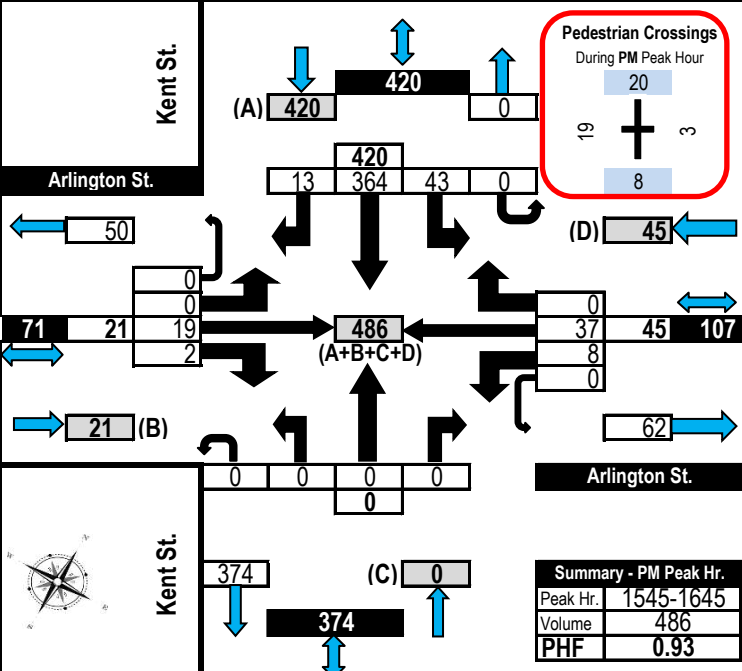 Kent St.
420
(A)
420
0
Pedestrian Crossings
During PM Peak Hour
20
19
3
8
Arlington St.
420
13
364
43
0
50
(D)
45
0
0
71
21
19
2
486
(A+B+C+D)
0
37
45
107
8
0
21
(B)
62
0
0
0
0
0
Arlington St.
Kent St.
374
(C)
0
374
Summary - PM Peak Hr.
Peak Hr. 1545-1645
Volume 486
PHF 0.93